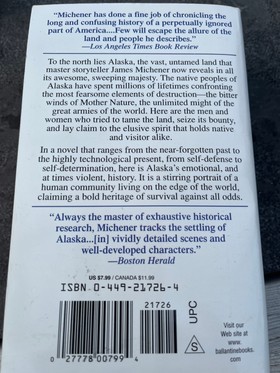 "Michener has done a fine job of chronicling the
long and confusing history of a perpetually ignored
part of America....Few will escape the allure of the
land and people he describes."
—Los Angeles Times Book Review
To the north lies Alaska, the vast, untamed land that
master storyteller James Michener now reveals in all
its awesome, sweeping majesty. The native peoples of
Alaska have spent millions of lifetimes confronting
the most fearsome elements of destruction—the bitter
winds of Mother Nature, the unlimited might of the
great armies of the world. Here are the men and
women who tried to tame the land, seize its bounty,
and lay claim to the elusive spirit that holds native
and visitor alike.
In a novel that ranges from the near-forgotten past to
the highly technological present, from self-defense to
self-determination, here is Alaska's emotional, and
at times violent, history. It is a stirring portrait of a
human community living on the edge of the world,
claiming a bold heritage of survival against all odds.
"Always the master of exhaustive historical
research, Michener tracks the settling of
Alaska...[in] vividly detailed scenes and
well-developed characters."
—Boston Herald
US $7.99 / CANADA $11.99
ISBN 0-449-21726-4
21726
0 27778 00799 4
UPC
S
Visit our
Web site at
www.
ballantinebooks.
com